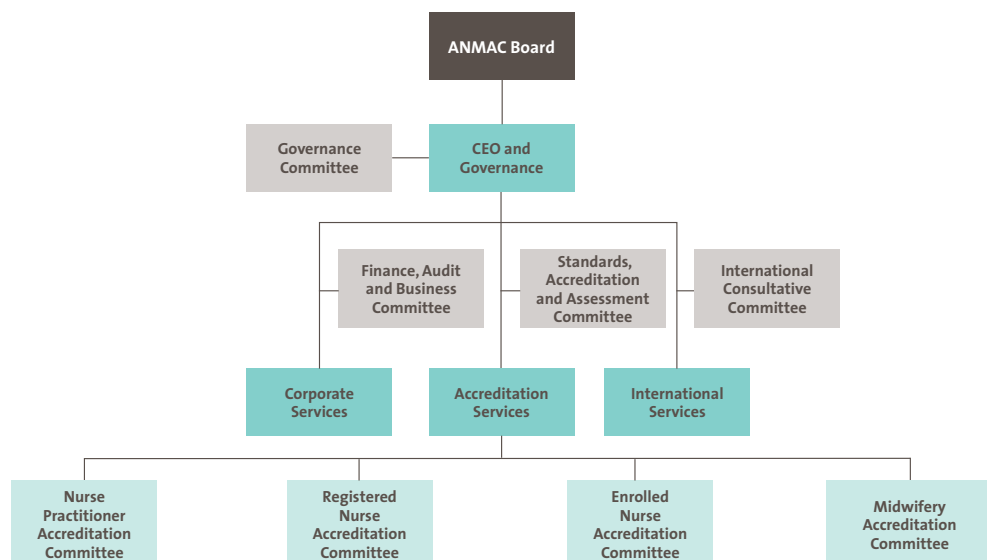 ANMAC Board
Governance
Committee
CEO and
Governance
Finance, Audit
and Business
Committee
Standards,
Accreditation
and Assessment
Committee
International
Consultative
Committee
Corporate
Services
Accreditation
Services
International
Services
Nurse
Practitioner
Accreditation
Committee
Registered
Nurse
Accreditation
Committee
Enrolled
Nurse
Accreditation
Committee
Midwifery
Accreditation
Committee